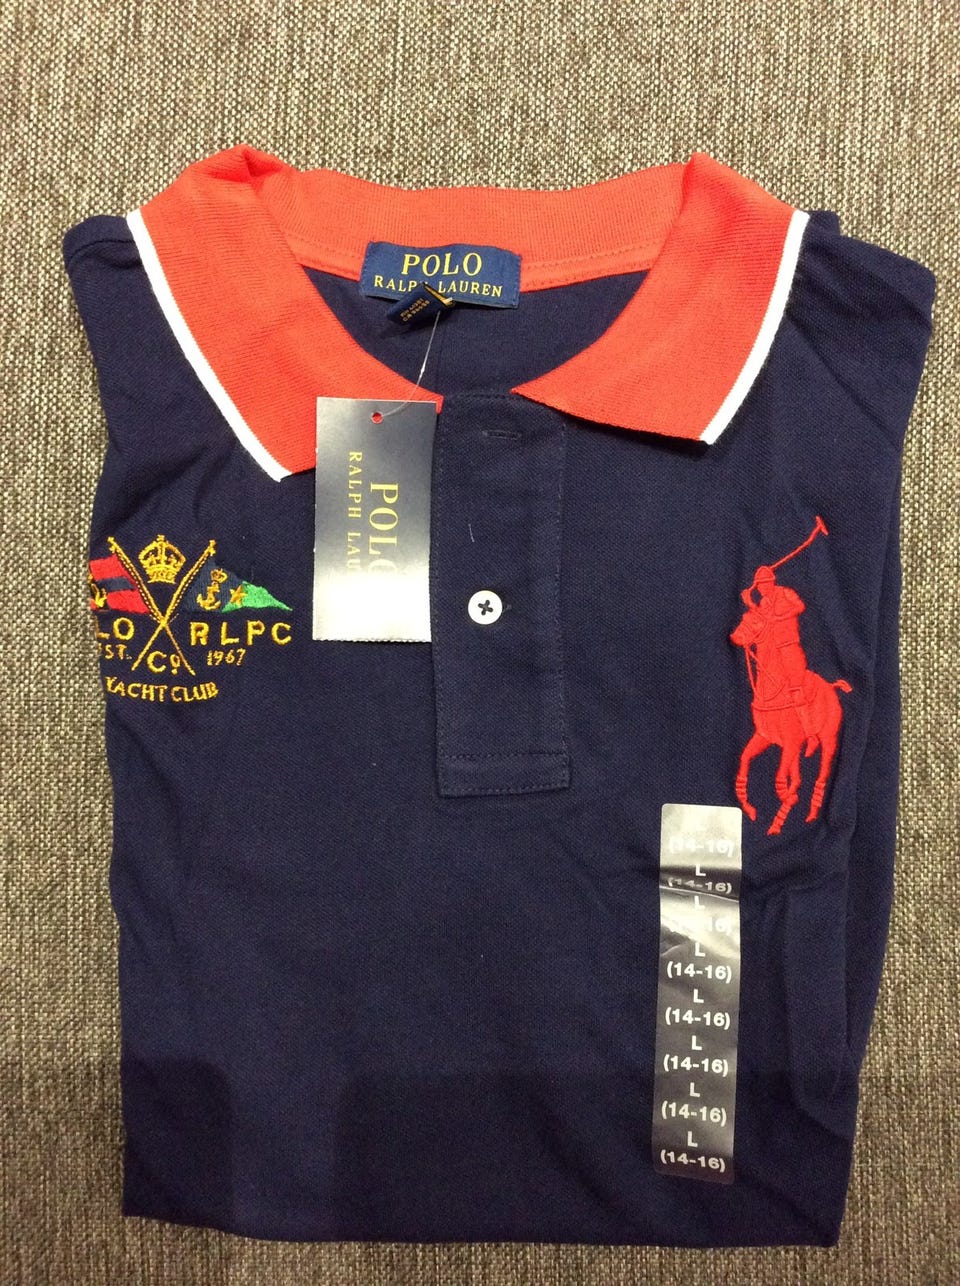 POLO
RALPH LAUREN
POLO
RALPH LAU
LO RLPC
ST. Co 1967
YACHT CLUB
(14-16)
L
(14-16)
L
L
(14-16)
L
(14-16)
L
(14-16)
L
(14-16)
L
(14-16)